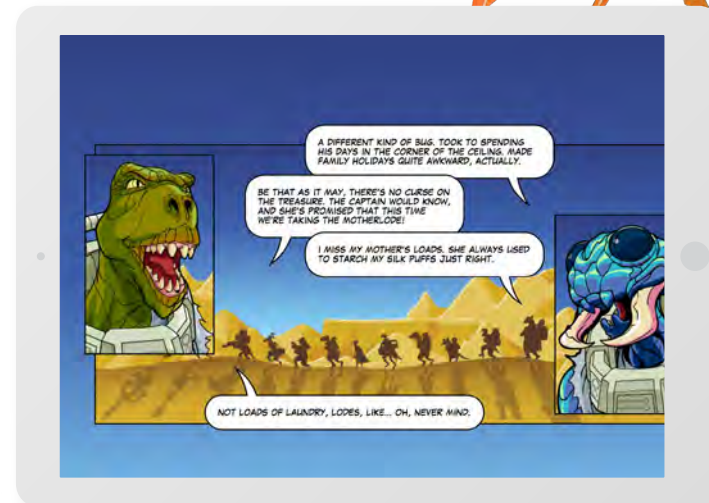 A DIFFERENT KIND OF BUG. TOOK TO SPENDING
HIS DAYS IN THE CORNER OF THE CEILING. MADE
FAMILY HOLIDAYS QUITE AWKWARD, ACTUALLY.
BE THAT AS IT MAY, THERE'S NO CURSE ON
THE TREASURE. THE CAPTAIN WOULD KNOW,
AND SHE'S PROMISED THAT THIS TIME
WE'RE TAKING THE MOTHERLODE!
I MISS MY MOTHER'S LOADS. SHE ALWAYS USED
TO STARCH MY SILK PUFFS JUST RIGHT.
NOT LOADS OF LAUNDRY, LODES, LIKE... OH, NEVER MIND.